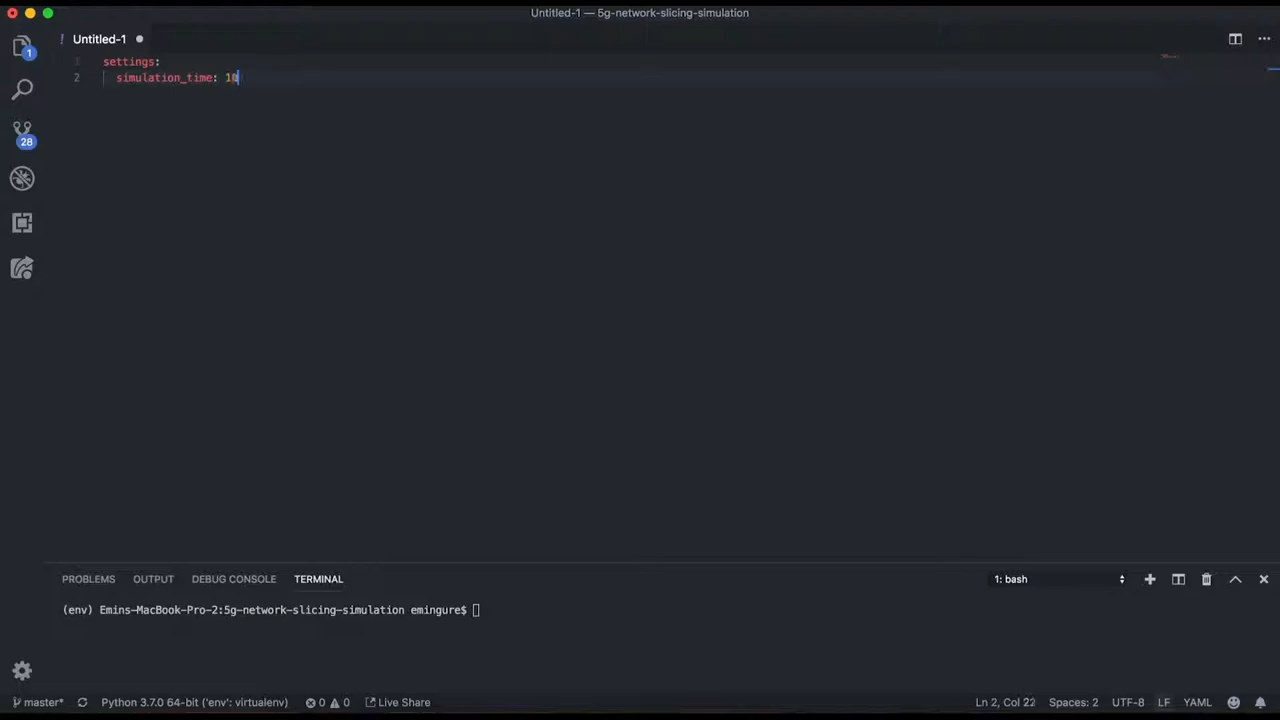 Untitled-1 — 5g-network-slicing-simulation
! Untitled-1
1
1 settings:
2 simulation_time: 10
28
PROBLEMS OUTPUT DEBUG CONSOLE TERMINAL 1: bash
(env) Emins-MacBook-Pro-2:5g-network-slicing-simulation emingure$
master* Python 3.7.0 64-bit ('env': virtualenv) 0 0 Live Share Ln 2, Col 22 Spaces: 2 UTF-8 LF YAML